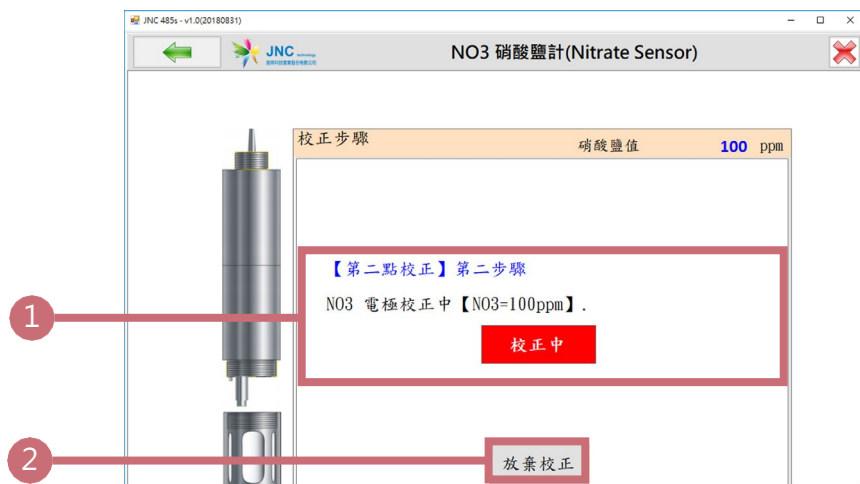 JNC 485s - v1.0(20180831)
JNC
NO3 硝酸鹽計(Nitrate Sensor)
校正步驟
硝酸鹽值 100 ppm
【第二點校正】第二步驟
NO3 電極校正中【NO3=100ppm】.
校正中
放棄校正
1
2